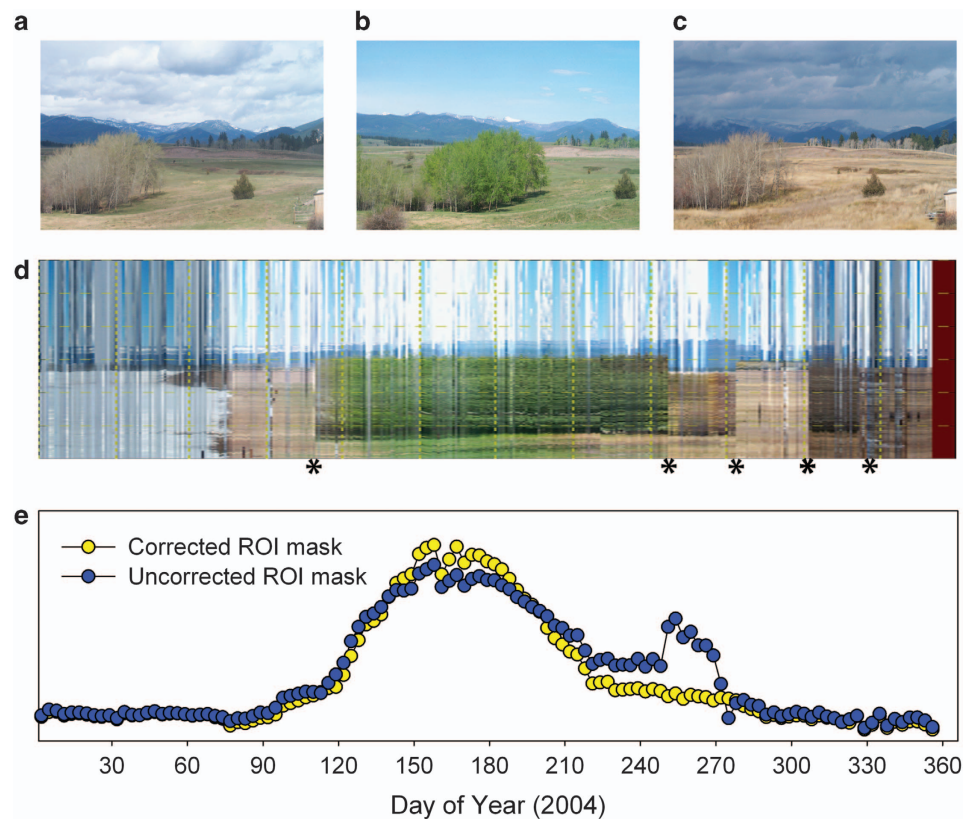 a
b
c
d
* * * * *
e
Corrected ROI mask
Uncorrected ROI mask
30 60 90 120 150 180 210 240 270 300 330 360
Day of Year (2004)